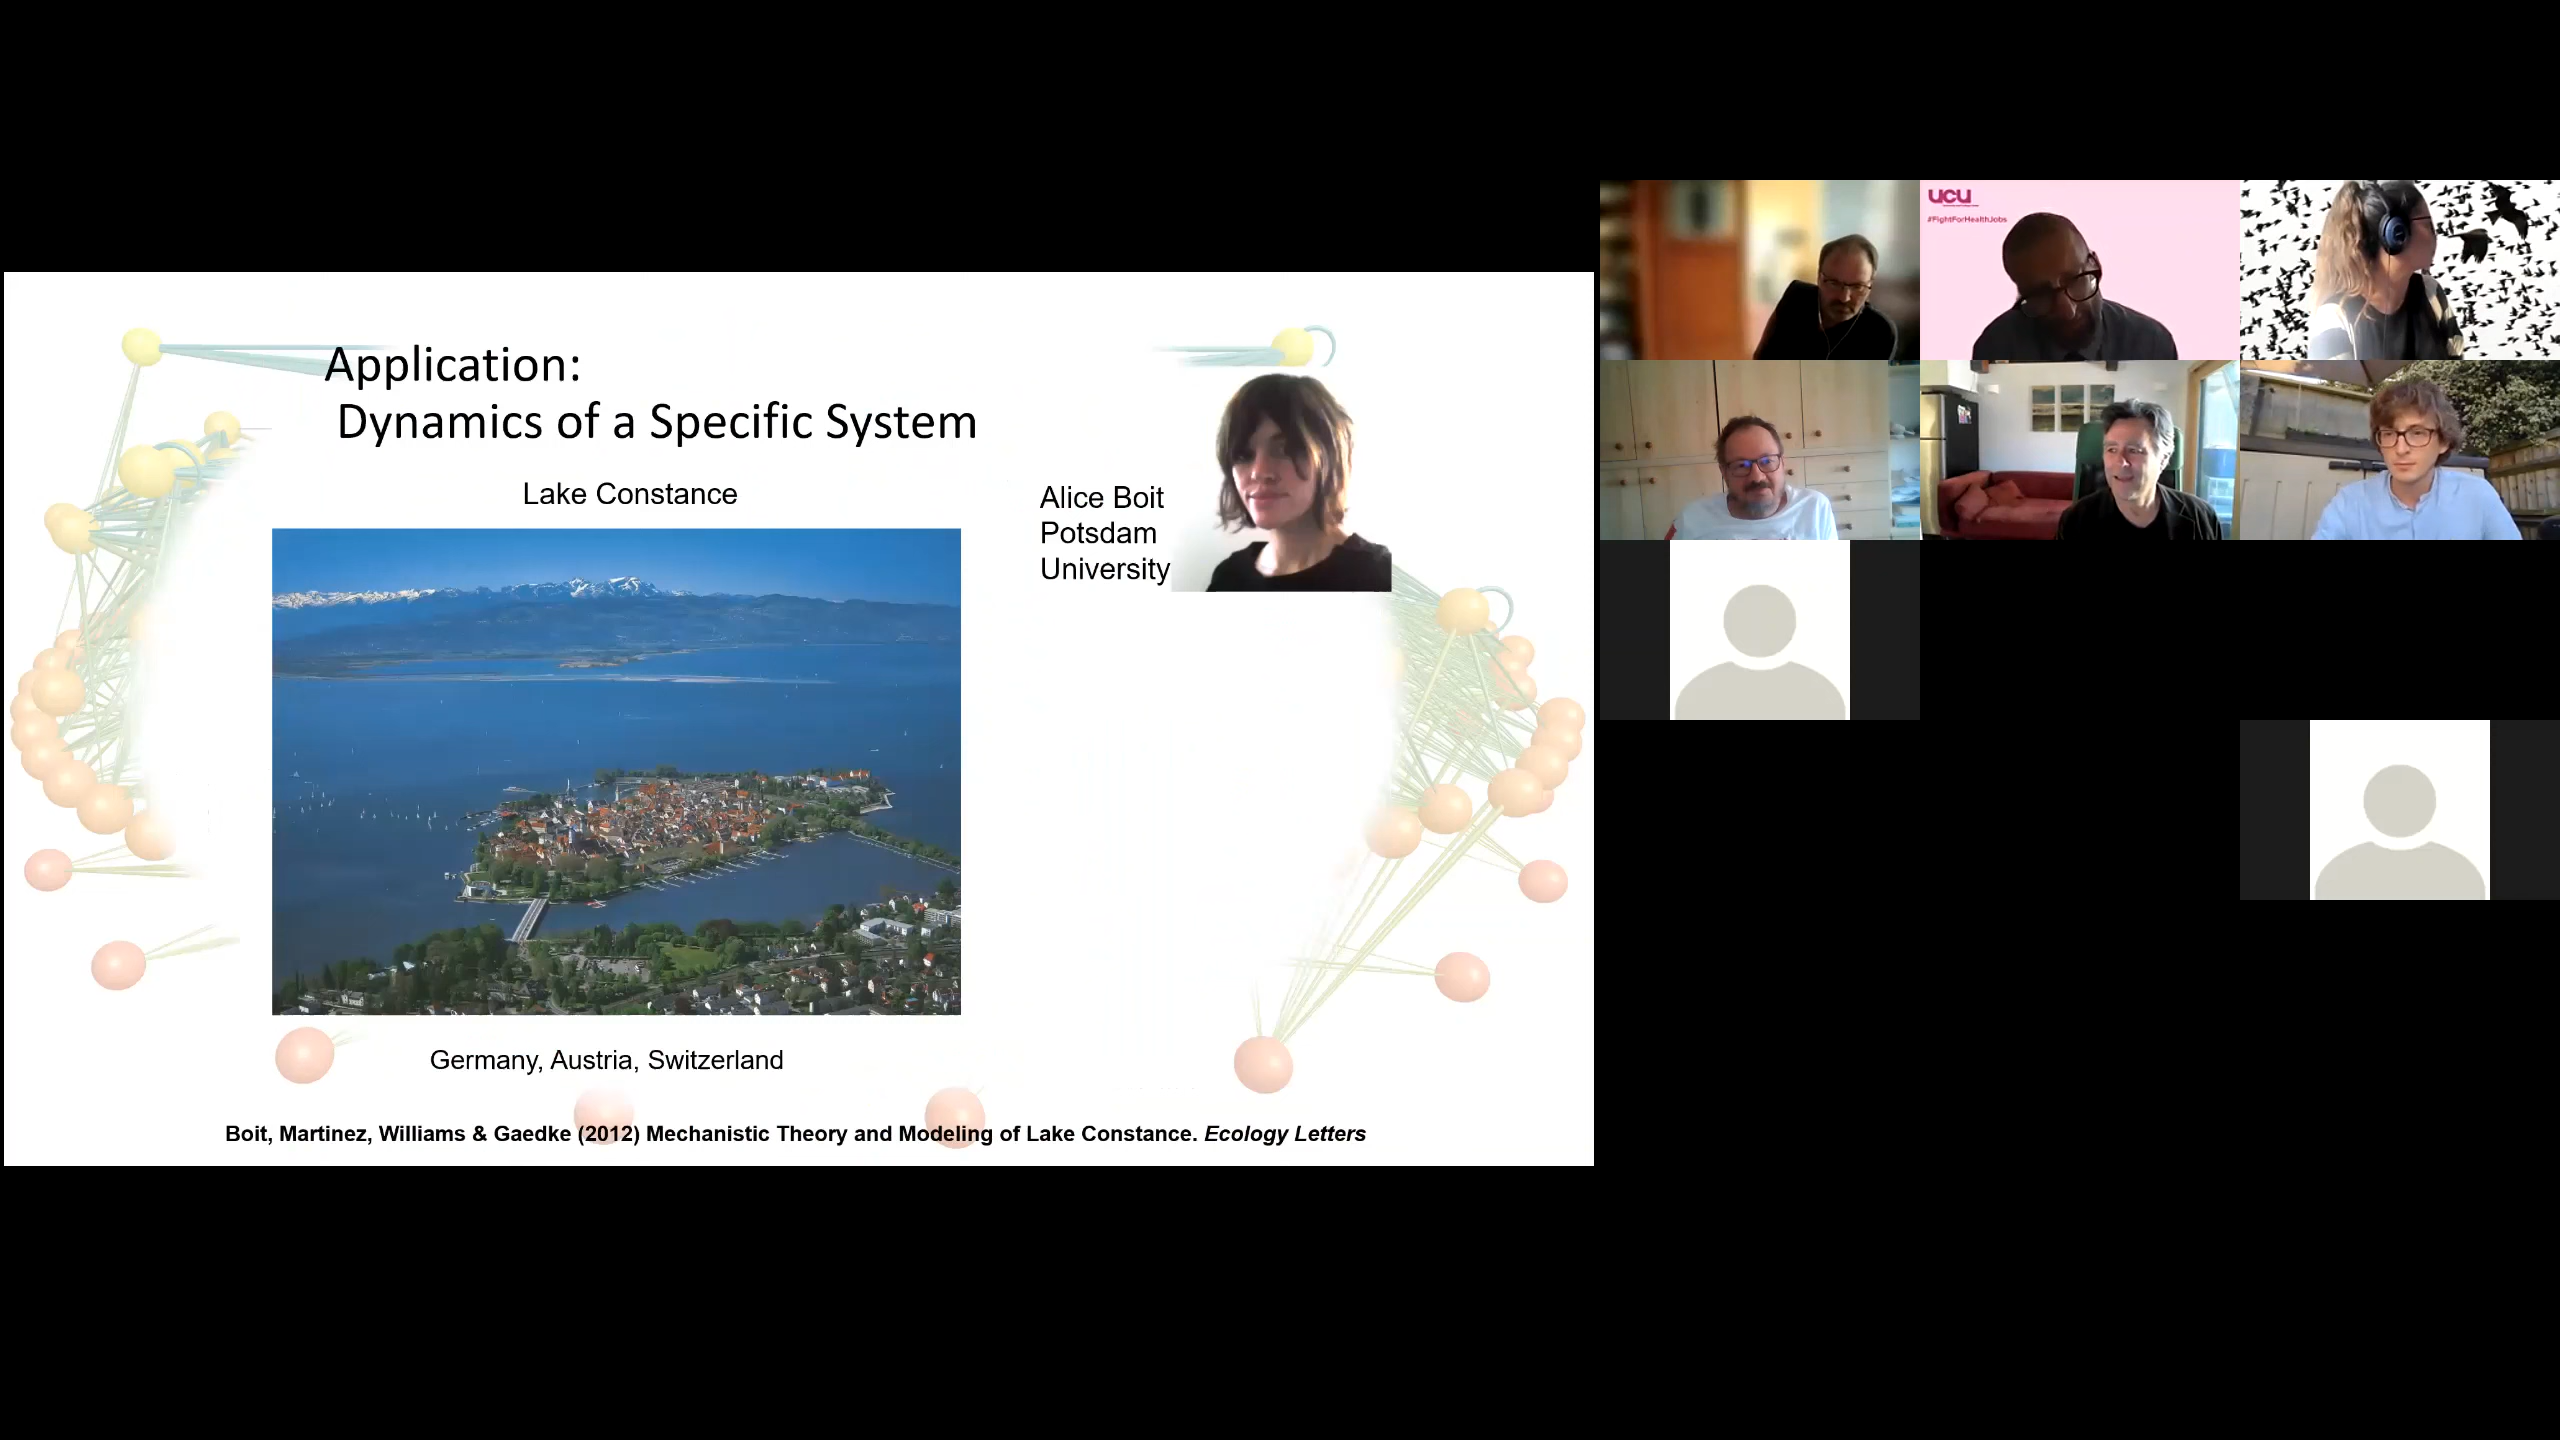 Application:
Dynamics of a Specific System
Lake Constance
Alice Boit
Potsdam
University
Germany, Austria, Switzerland
Boit, Martinez, Williams & Gaedke (2012) Mechanistic Theory and Modeling of Lake Constance. Ecology Letters
ucu
#FightForHealthJobs